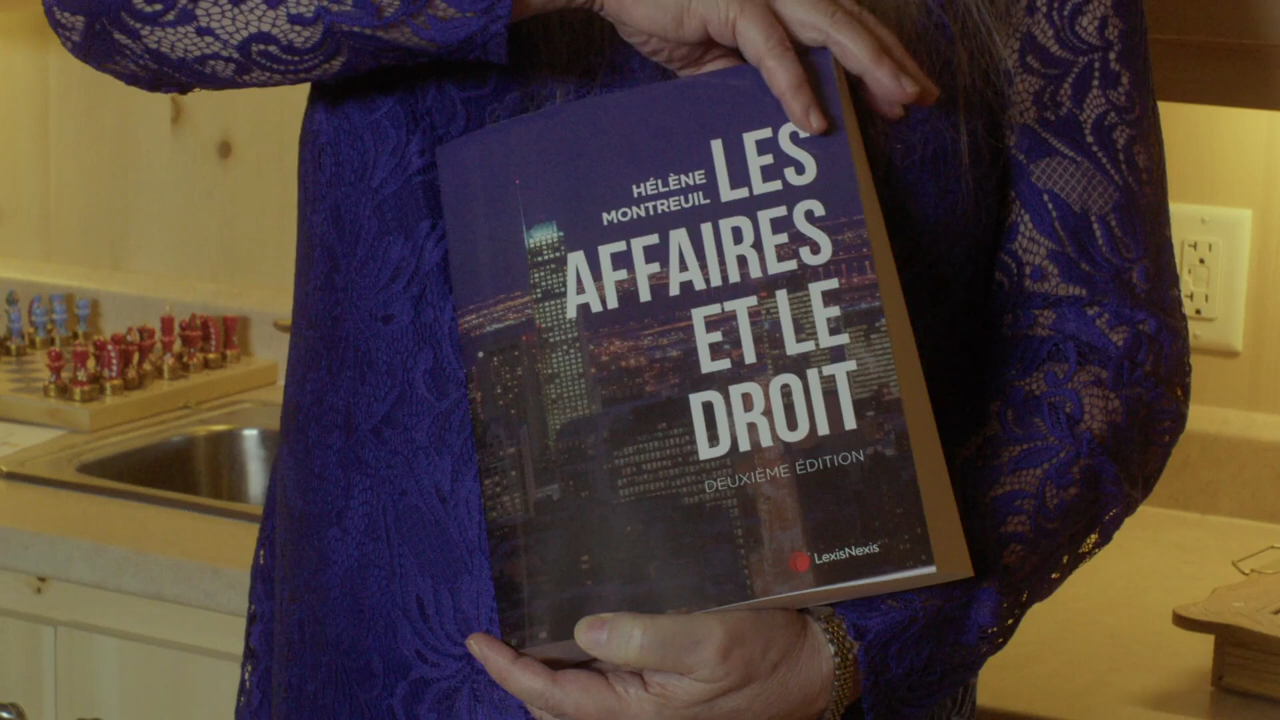 HÉLÈNE
MONTREUIL
LES
AFFAIRES
ET LE
DROIT
DEUXIÈME ÉDITION
LexisNexis